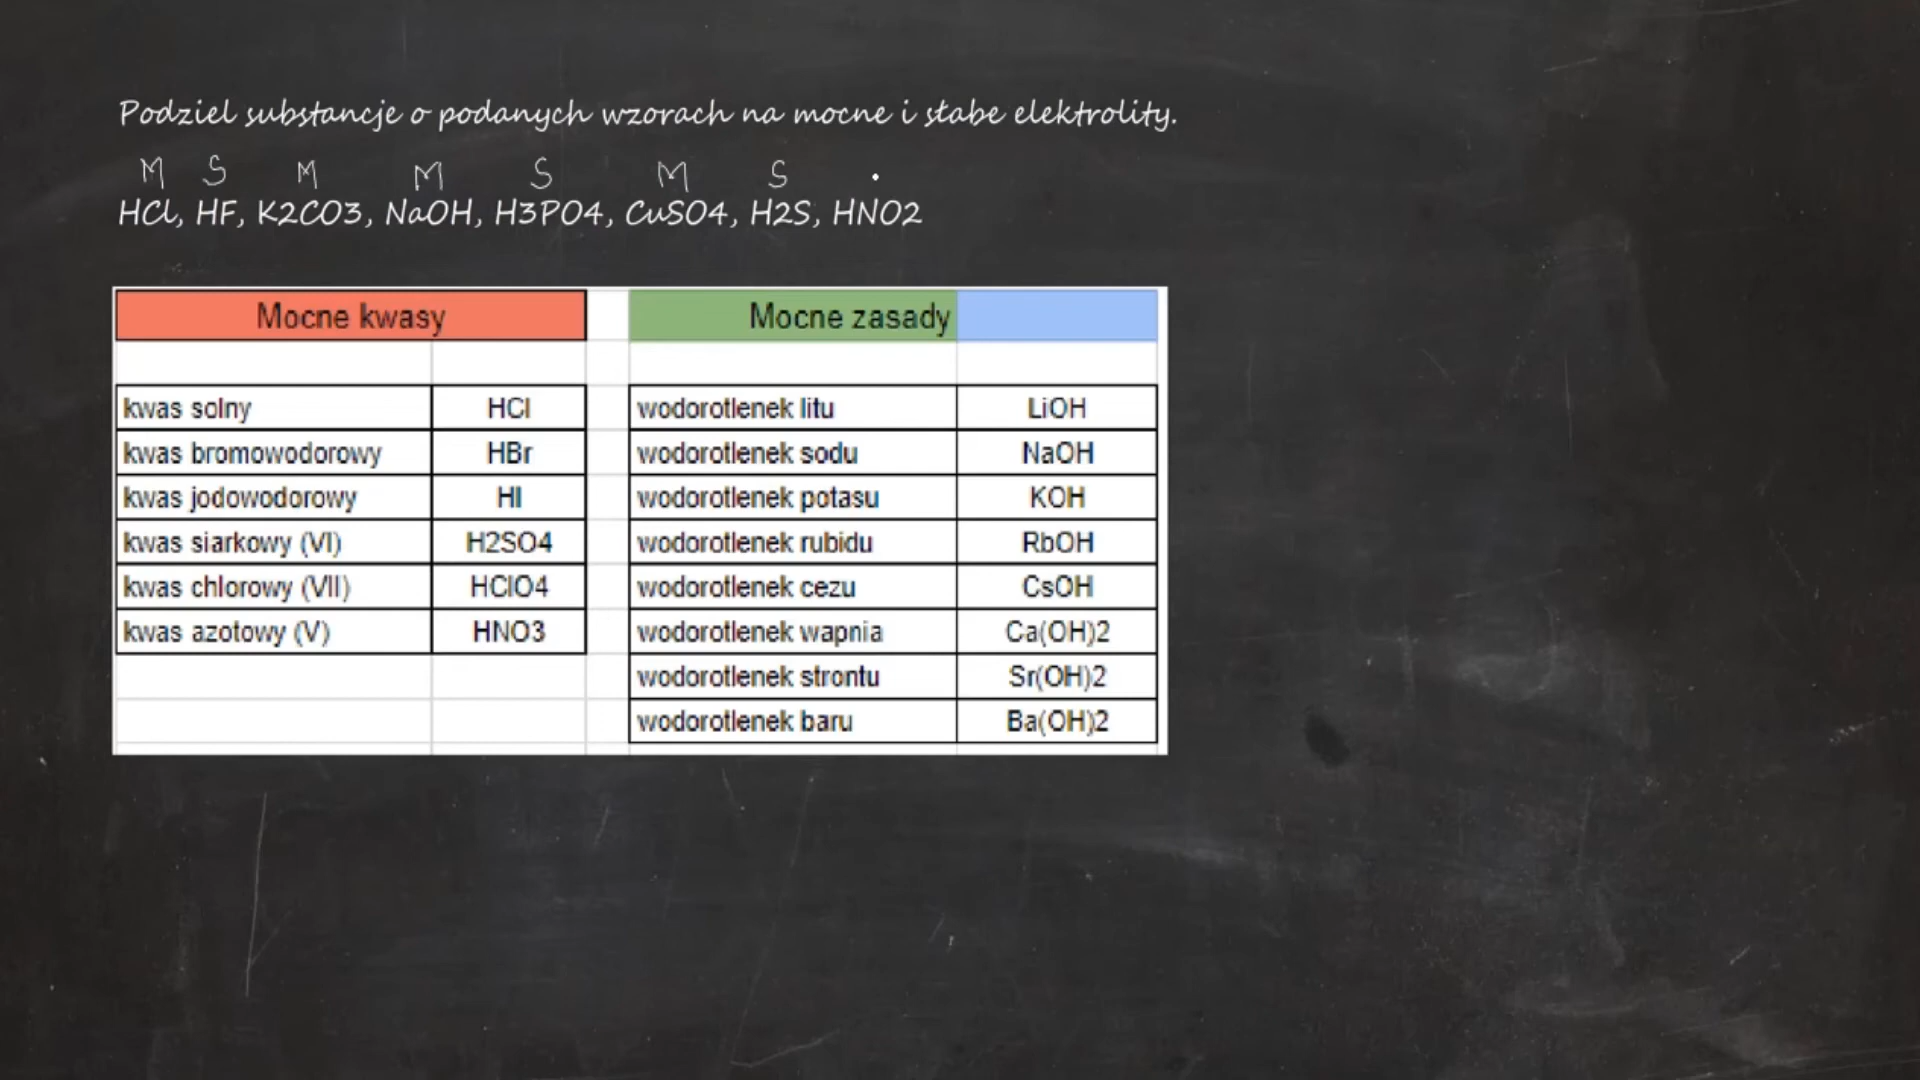 Podziel substancje o podanych wzorach na mocne i słabe elektrolity.
M S M M S M S
HCl, HF, K2CO3, NaOH, H3PO4, CuSO4, H2S, HNO2
Mocne kwasy Mocne zasady
kwas solny HCl wodorotlenek litu LiOH
kwas bromowodorowy HBr wodorotlenek sodu NaOH
kwas jodowodorowy HI wodorotlenek potasu KOH
kwas siarkowy (VI) H2SO4 wodorotlenek rubidu RbOH
kwas chlorowy (VII) HClO4 wodorotlenek cezu CsOH
kwas azotowy (V) HNO3 wodorotlenek wapnia Ca(OH)2
wodorotlenek strontu Sr(OH)2
wodorotlenek baru Ba(OH)2